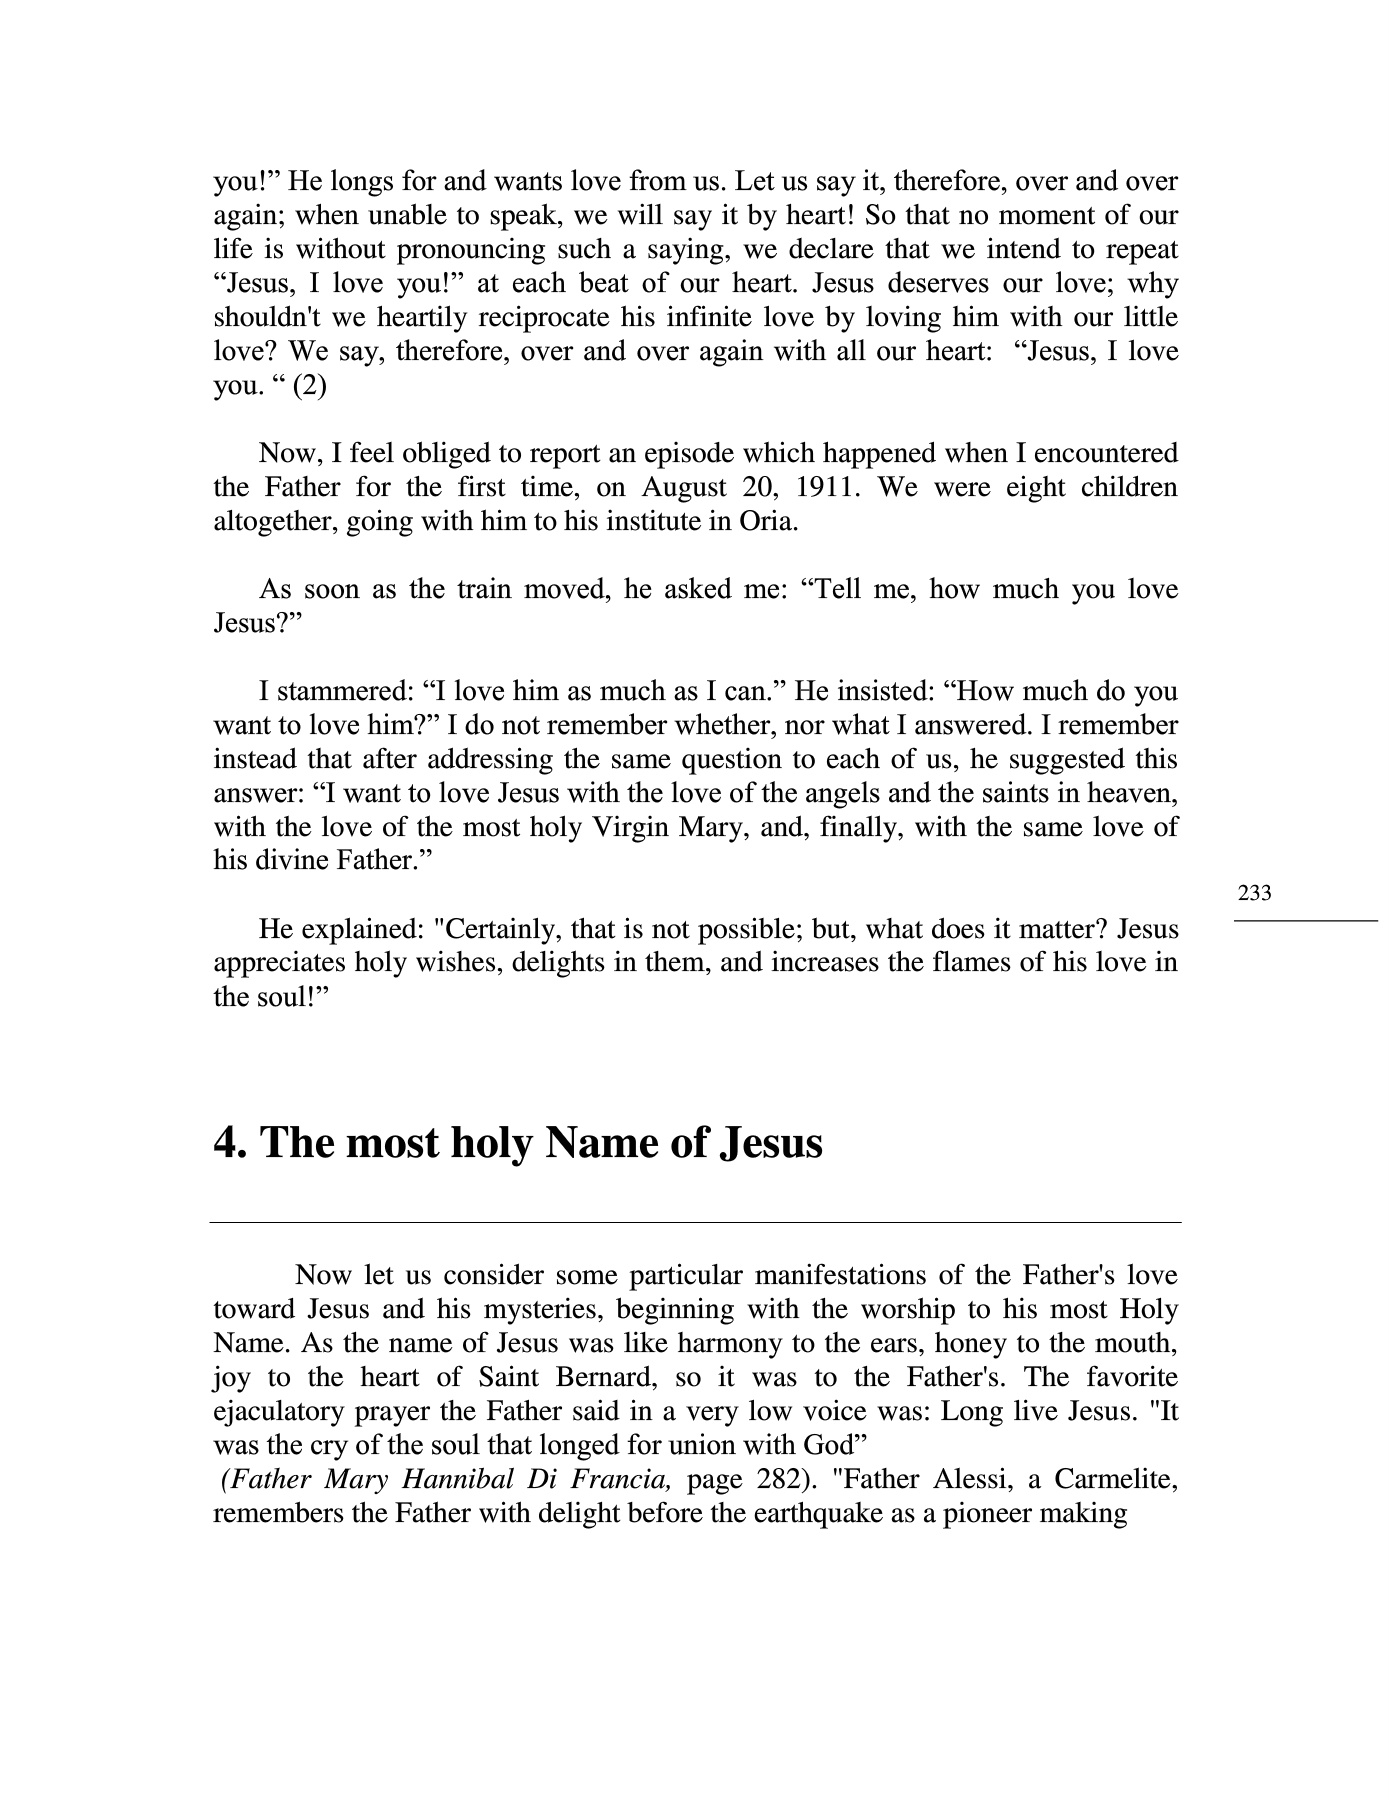 you!” He longs for and wants love from us. Let us say it, therefore, over and over
again; when unable to speak, we will say it by heart! So that no moment of our
life is without pronouncing such a saying, we declare that we intend to repeat
“Jesus, I love you!” at each beat of our heart. Jesus deserves our love; why
shouldn't we heartily reciprocate his infinite love by loving him with our little
love? We say, therefore, over and over again with all our heart:  “Jesus, I love
you. “ (2)
Now, I feel obliged to report an episode which happened when I encountered
the Father for the first time, on August 20, 1911. We were eight children
altogether, going with him to his institute in Oria.
As soon as the train moved, he asked me: “Tell me, how much you love
Jesus?”
I stammered: “I love him as much as I can.” He insisted: “How much do you
want to love him?” I do not remember whether, nor what I answered. I remember
instead that after addressing the same question to each of us, he suggested this
answer: “I want to love Jesus with the love of the angels and the saints in heaven,
with the love of the most holy Virgin Mary, and, finally, with the same love of
his divine Father.”
233
He explained: "Certainly, that is not possible; but, what does it matter? Jesus
appreciates holy wishes, delights in them, and increases the flames of his love in
the soul!”
4. The most holy Name of Jesus
Now let us consider some particular manifestations of the Father's love
toward Jesus and his mysteries, beginning with the worship to his most Holy
Name. As the name of Jesus was like harmony to the ears, honey to the mouth,
joy to the heart of Saint Bernard, so it was to the Father's. The favorite
ejaculatory prayer the Father said in a very low voice was: Long live Jesus. "It
was the cry of the soul that longed for union with God”
(Father Mary Hannibal Di Francia, page 282). "Father Alessi, a Carmelite,
remembers the Father with delight before the earthquake as a pioneer making